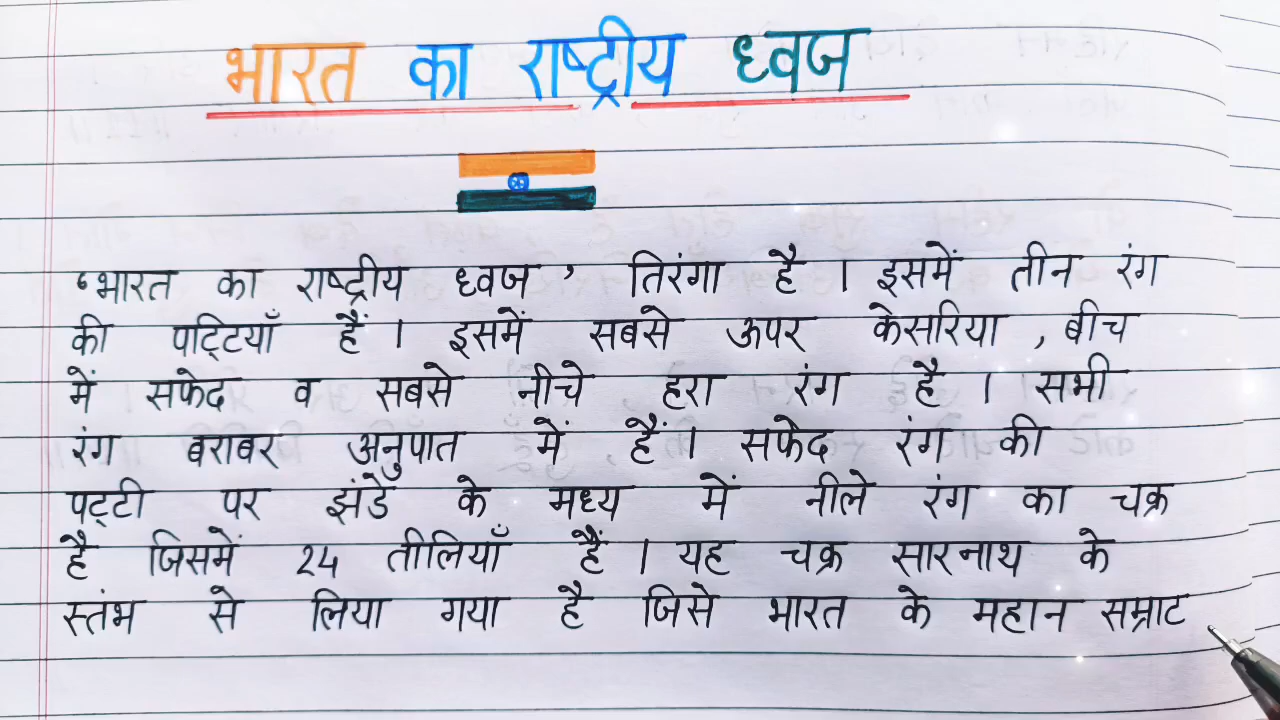 भारत का राष्ट्रीय ध्वज
‘भारत का राष्ट्रीय ध्वज’ तिरंगा है । इसमें तीन रंग
की पट्टियाँ हैं । इसमें सबसे ऊपर केसरिया , बीच
में सफेद व सबसे नीचे हरा रंग है । सभी
रंग बराबर अनुपात में हैं । सफेद रंग की
पट्टी पर झंडे के मध्य में नीले रंग का चक्र
है जिसमें 24 तीलियाँ हैं । यह चक्र सारनाथ के
स्तंभ से लिया गया है जिसे भारत के महान सम्राट